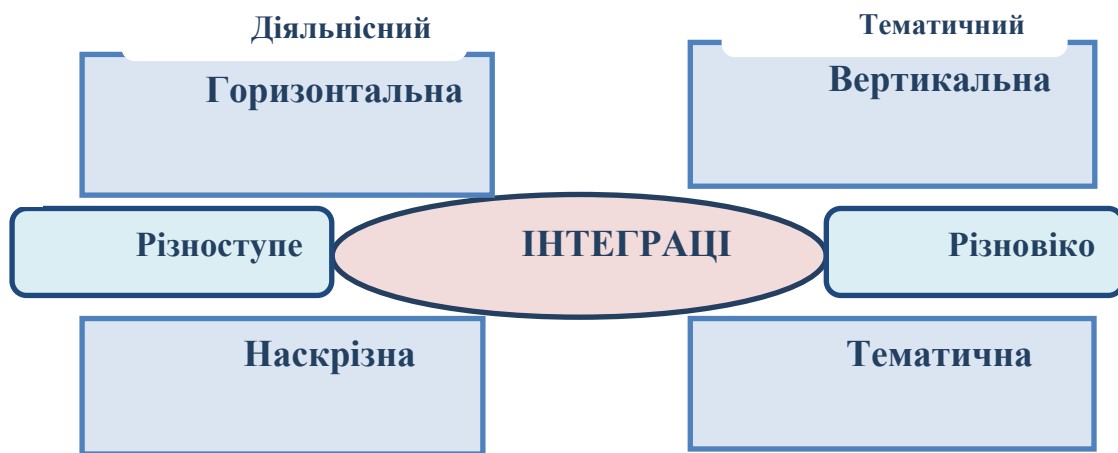 Діяльнісний
Тематичний
Горизонтальна
Вертикальна
Різноступе
ІНТЕГРАЦІ
Різновіко
Наскрізна
Тематична